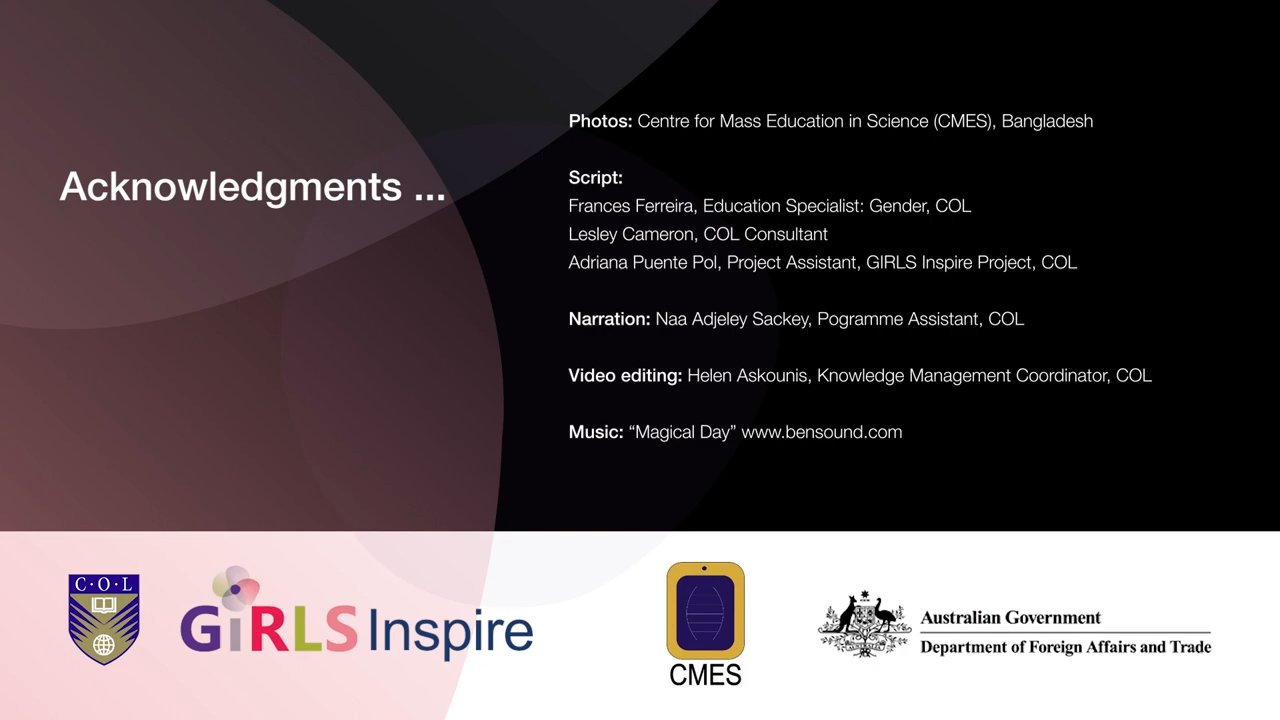 Acknowledgments ...
Photos: Centre for Mass Education in Science (CMES), Bangladesh
Script:
Frances Ferreira, Education Specialist: Gender, COL
Lesley Cameron, COL Consultant
Adriana Puente Pol, Project Assistant, GIRLS Inspire Project, COL
Narration: Naa Adjeley Sackey, Pogramme Assistant, COL
Video editing: Helen Askounis, Knowledge Management Coordinator, COL
Music: “Magical Day” www.bensound.com
C·O·L
GiRLS Inspire
CMES
AUSTRALIA
Australian Government
Department of Foreign Affairs and Trade